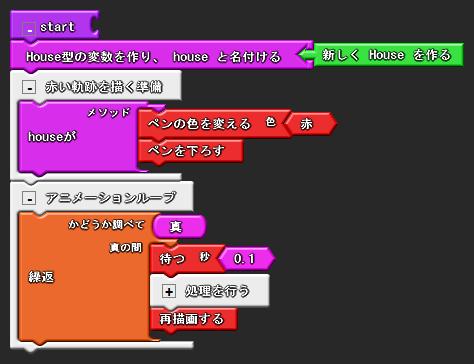 - start
House型の変数を作り、 house と名付ける 新しく House を作る
- 赤い軌跡を描く準備
メソッド
houseが
ペンの色を変える 色 赤
ペンを下ろす
- アニメーションループ
かどうか調べて 真
真の間
繰返
待つ 秒 0.1
+ 処理を行う
再描画する